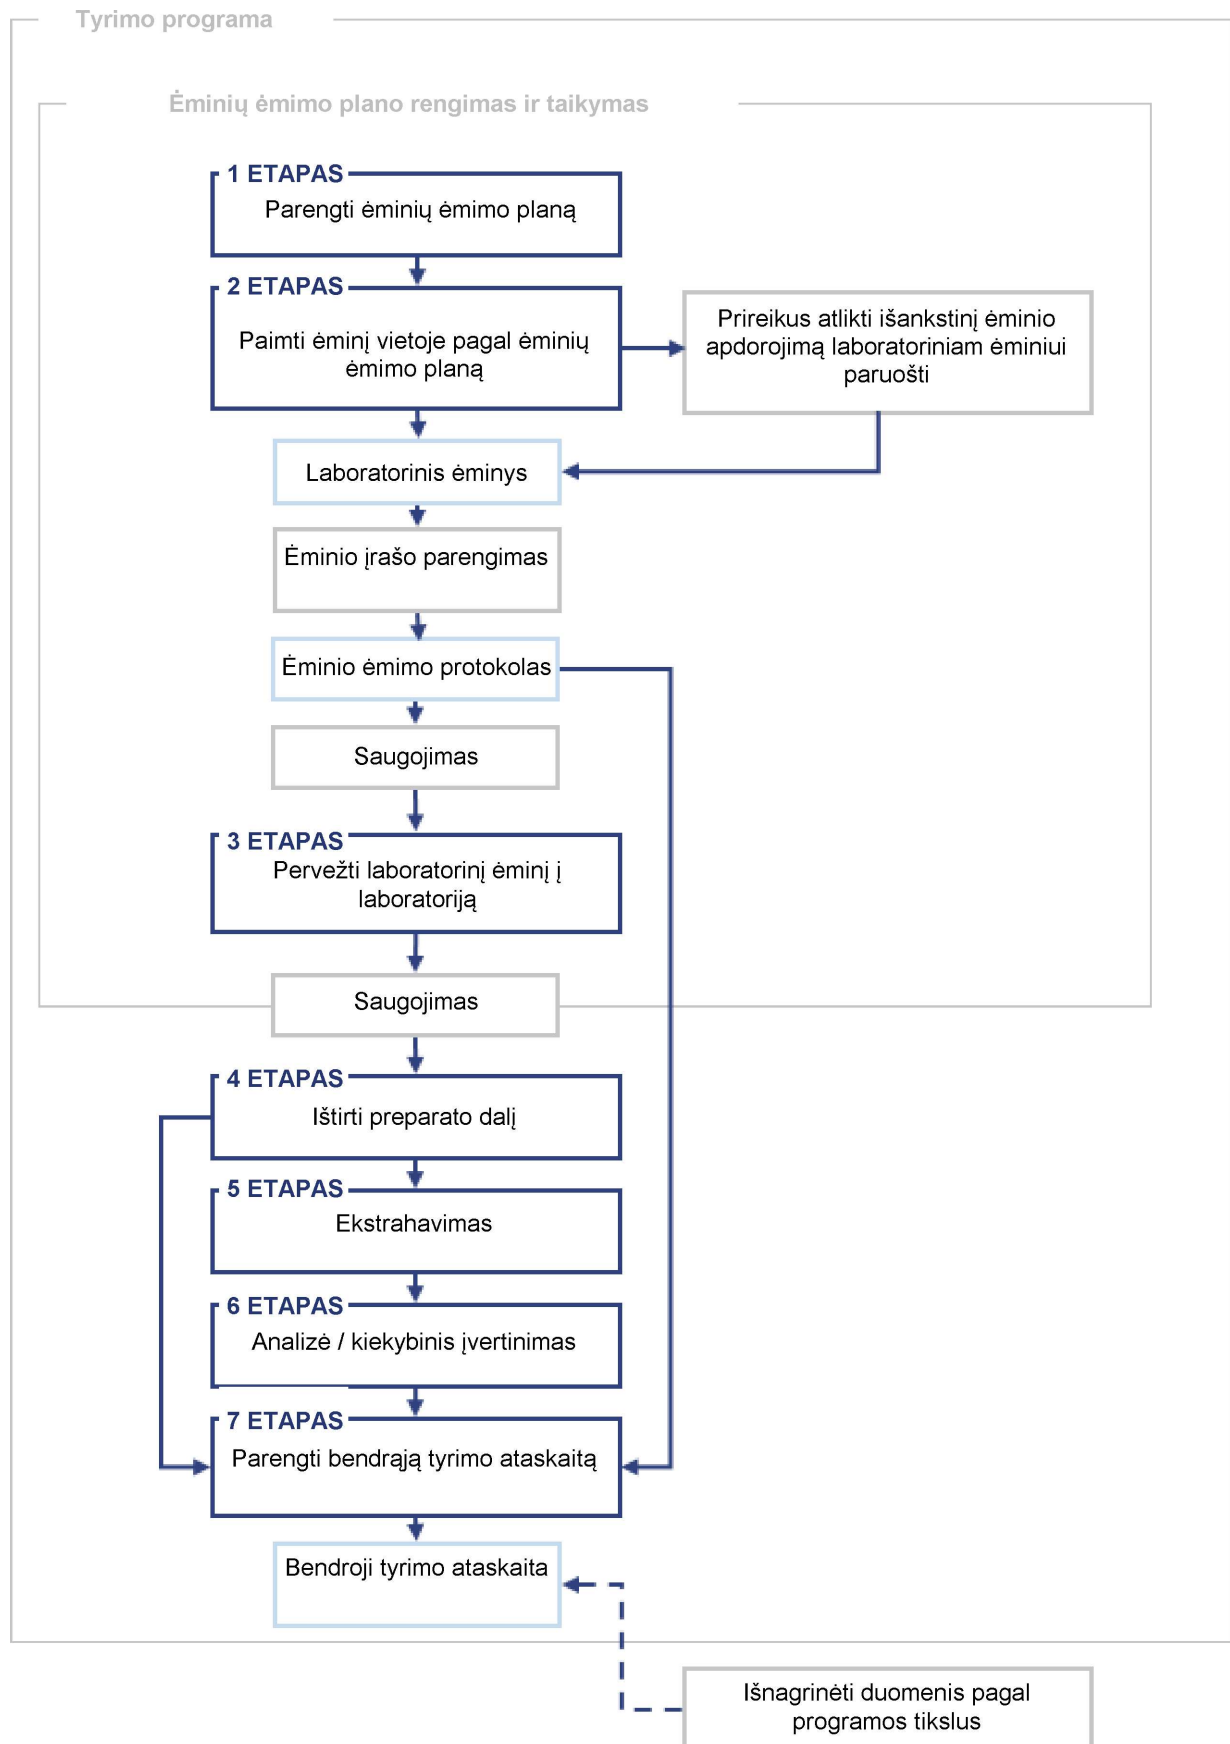 Tyrimo programa
Ėminių ėmimo plano rengimas ir taikymas
1 ETAPAS
Parengti ėminių ėmimo planą
2 ETAPAS
Paimti ėminį vietoje pagal ėminių
ėmimo planą
Prireikus atlikti išankstinį ėminio
apdorojimą laboratoriniam ėminiui
paruošti
Laboratorinis ėminys
Ėminio įrašo parengimas
Ėminio ėmimo protokolas
Saugojimas
3 ETAPAS
Pervežti laboratorinį ėminį į
laboratoriją
Saugojimas
4 ETAPAS
Ištirti preparato dalį
5 ETAPAS
Ekstrahavimas
6 ETAPAS
Analizė / kiekybinis įvertinimas
7 ETAPAS
Parengti bendrąją tyrimo ataskaitą
Bendroji tyrimo ataskaita
Išnagrinėti duomenis pagal
programos tikslus